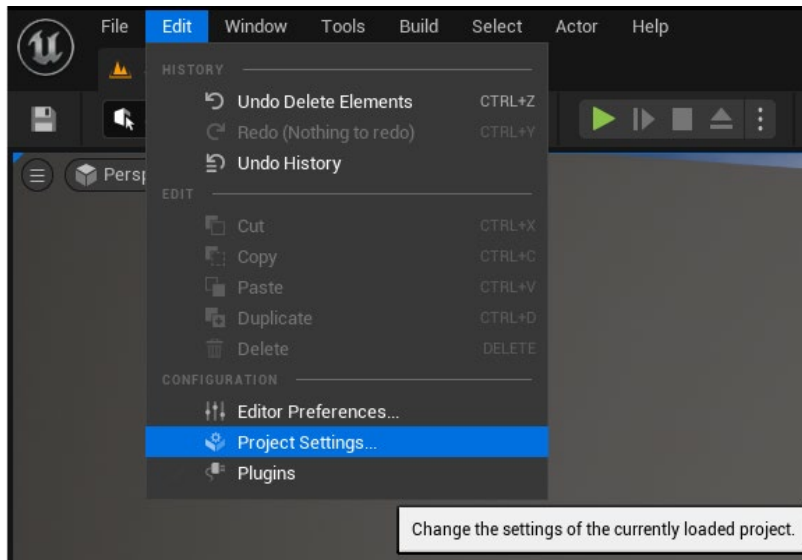 File Edit Window Tools Build Select Actor Help
HISTORY
Undo Delete Elements CTRL+Z
Redo (Nothing to redo) CTRL+Y
Undo History
Persp
EDIT
Cut CTRL+X
Copy CTRL+C
Paste CTRL+V
Duplicate CTRL+D
Delete DELETE
CONFIGURATION
Editor Preferences...
Project Settings...
Plugins
Change the settings of the currently loaded project.